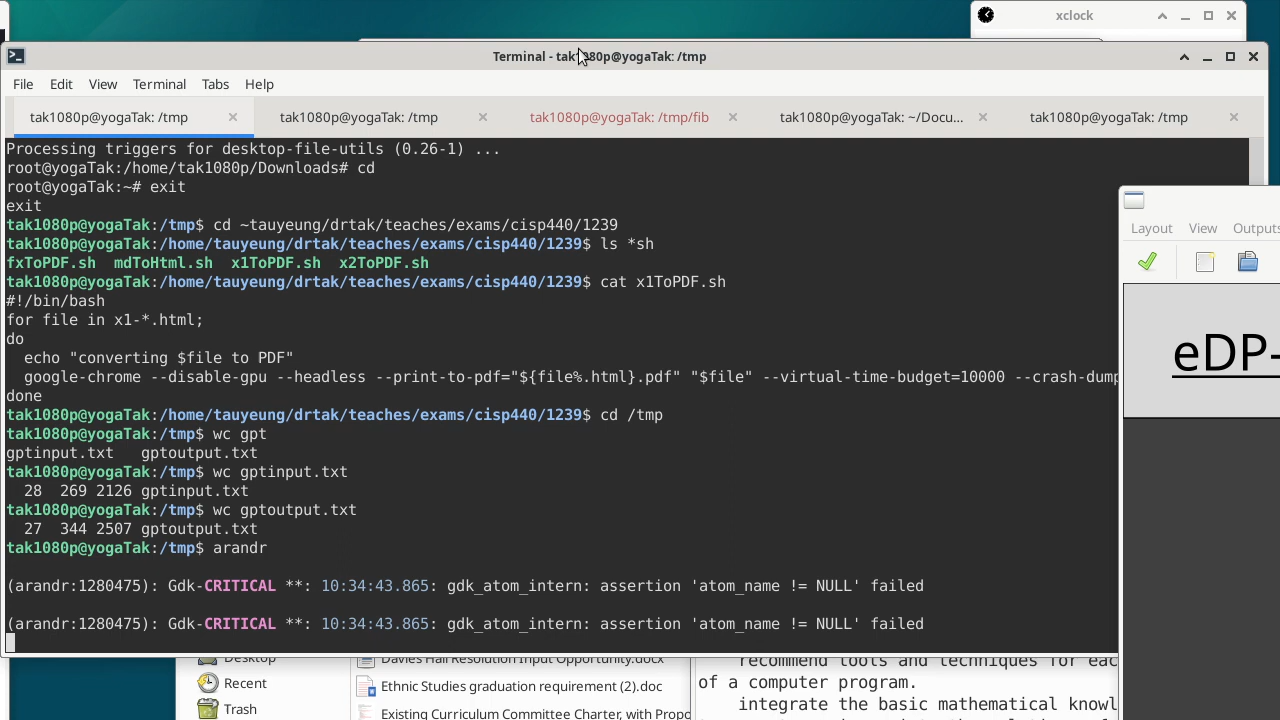 xclock
Terminal - tak1080p@yogaTak: /tmp
File Edit View Terminal Tabs Help
tak1080p@yogaTak: /tmp tak1080p@yogaTak: /tmp tak1080p@yogaTak: /tmp/fib tak1080p@yogaTak: ~/Docu... tak1080p@yogaTak: /tmp
Processing triggers for desktop-file-utils (0.26-1) ...
root@yogaTak:/home/tak1080p/Downloads# cd
root@yogaTak:~# exit
exit
tak1080p@yogaTak:/tmp$ cd ~tauyeung/drtak/teaches/exams/cisp440/1239
tak1080p@yogaTak:/home/tauyeung/drtak/teaches/exams/cisp440/1239$ ls *sh
fxToPDF.sh  mdToHtml.sh  x1ToPDF.sh  x2ToPDF.sh
tak1080p@yogaTak:/home/tauyeung/drtak/teaches/exams/cisp440/1239$ cat x1ToPDF.sh
#!/bin/bash
for file in x1-*.html;
do
  echo "converting $file to PDF"
  google-chrome --disable-gpu --headless --print-to-pdf="${file%.html}.pdf" "$file" --virtual-time-budget=10000 --crash-dump
done
tak1080p@yogaTak:/home/tauyeung/drtak/teaches/exams/cisp440/1239$ cd /tmp
tak1080p@yogaTak:/tmp$ wc gpt
gptinput.txt   gptoutput.txt
tak1080p@yogaTak:/tmp$ wc gptinput.txt
  28  269 2126 gptinput.txt
tak1080p@yogaTak:/tmp$ wc gptoutput.txt
  27  344 2507 gptoutput.txt
tak1080p@yogaTak:/tmp$ arandr
(arandr:1280475): Gdk-CRITICAL **: 10:34:43.865: gdk_atom_intern: assertion 'atom_name != NULL' failed
(arandr:1280475): Gdk-CRITICAL **: 10:34:43.865: gdk_atom_intern: assertion 'atom_name != NULL' failed
Layout View Outputs
eDP-
Desktop
Recent
Trash
Davies Hall Resolution Input Opportunity.docx
Ethnic Studies graduation requirement (2).doc
Existing Curriculum Committee Charter, with Propo
recommend tools and techniques for eac
of a computer program.
integrate the basic mathematical knowl